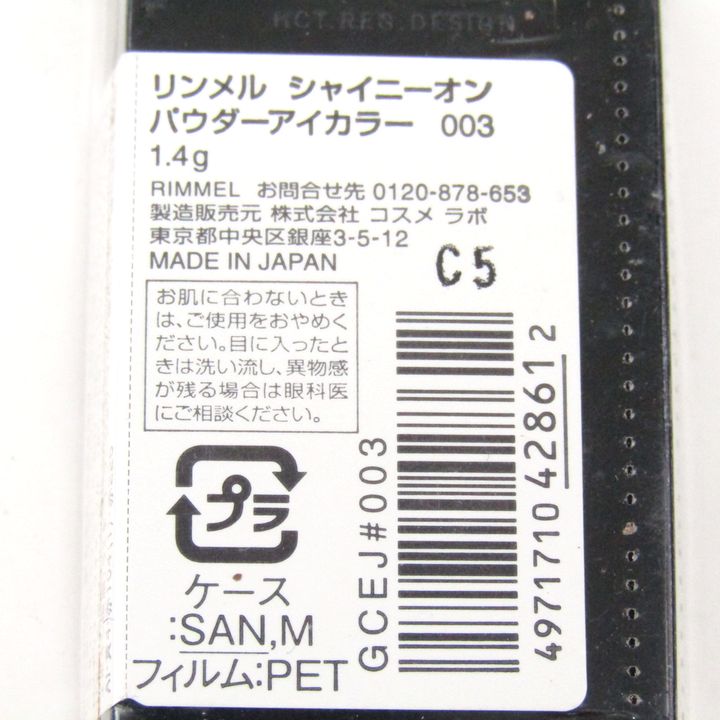 HCT.REG.DESIGN
リンメル シャイニーオン
パウダーアイカラー 003
1.4g
RIMMEL お問合せ先 0120-878-653
製造販売元 株式会社 コスメ ラボ
東京都中央区銀座3-5-12
MADE IN JAPAN
C5
お肌に合わないとき
は、ご使用をおやめく
ださい。目に入ったと
きは洗い流し、異物感
が残る場合は眼科医
にご相談ください。
プラ
ケース
:SAN,M
フィルム:PET
GCEJ#003
4971710428612